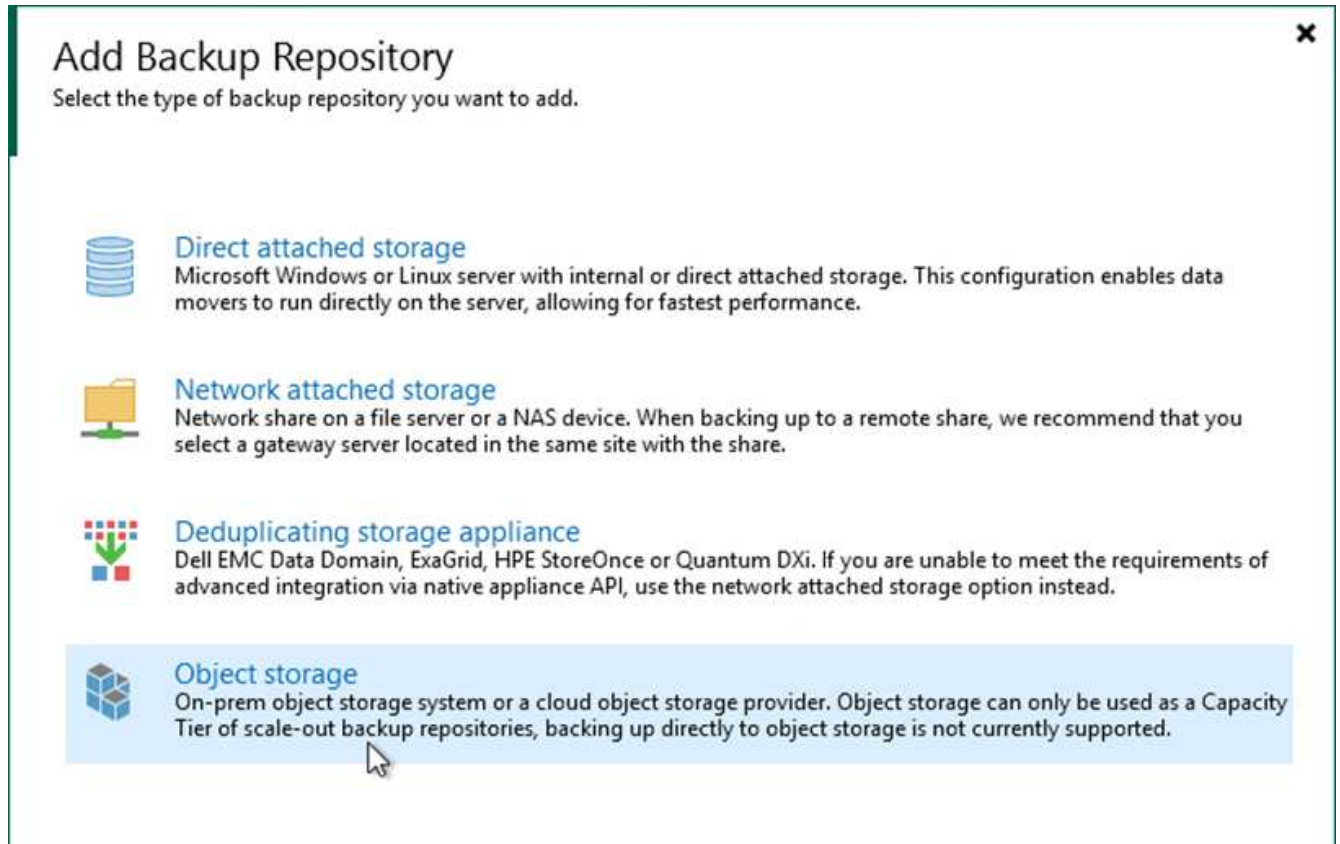 Add Backup Repository
Select the type of backup repository you want to add.
Direct attached storage
Microsoft Windows or Linux server with internal or direct attached storage. This configuration enables data
movers to run directly on the server, allowing for fastest performance.
Network attached storage
Network share on a file server or a NAS device. When backing up to a remote share, we recommend that you
select a gateway server located in the same site with the share.
Deduplicating storage appliance
Dell EMC Data Domain, ExaGrid, HPE StoreOnce or Quantum DXi. If you are unable to meet the requirements of
advanced integration via native appliance API, use the network attached storage option instead.
Object storage
On-prem object storage system or a cloud object storage provider. Object storage can only be used as a Capacity
Tier of scale-out backup repositories, backing up directly to object storage is not currently supported.